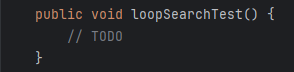 public void loopSearchTest() {
    // TODO
}